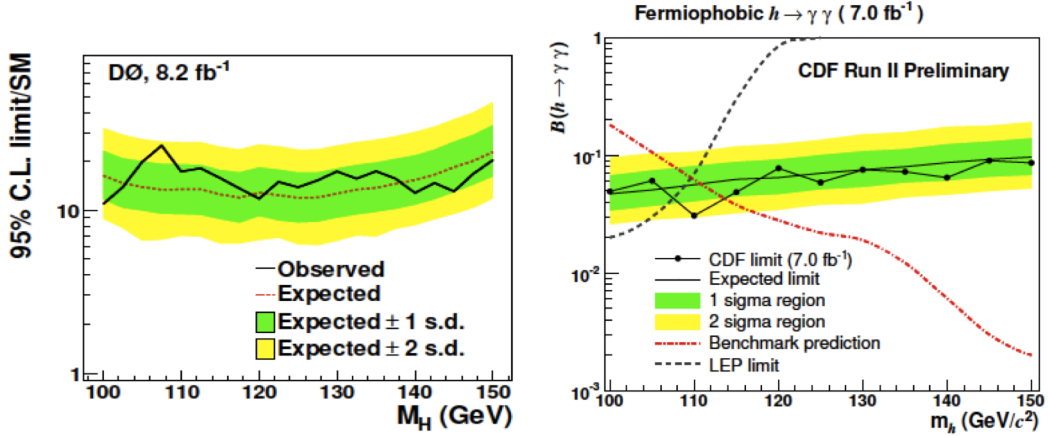 DØ, 8.2 fb⁻¹
95% C.L. limit/SM
10
1
Observed
Expected
Expected ± 1 s.d.
Expected ± 2 s.d.
100 110 120 130 140 150
M_H (GeV)
Fermiophobic h → γ γ ( 7.0 fb⁻¹)
B(h → γ γ)
CDF Run II Preliminary
1
10⁻¹
10⁻²
10⁻³
CDF limit (7.0 fb⁻¹)
Expected limit
1 sigma region
2 sigma region
Benchmark prediction
LEP limit
100 110 120 130 140 150
m_h (GeV/c²)